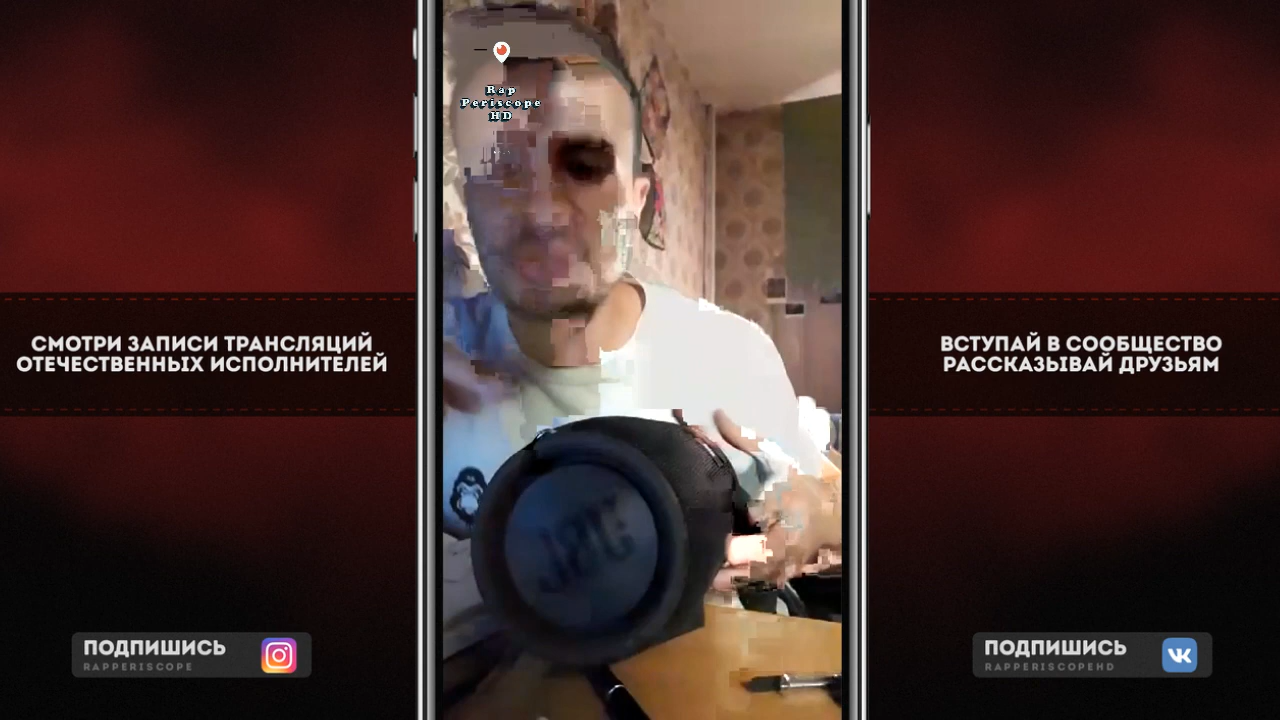 Rap
Periscope
HD
СМОТРИ ЗАПИСИ ТРАНСЛЯЦИЙ
ОТЕЧЕСТВЕННЫХ ИСПОЛНИТЕЛЕЙ
ВСТУПАЙ В СООБЩЕСТВО
РАССКАЗЫВАЙ ДРУЗЬЯМ
JBL
ПОДПИШИСЬ
RAPPERISCOPE
ПОДПИШИСЬ
RAPPERISCOPEHD